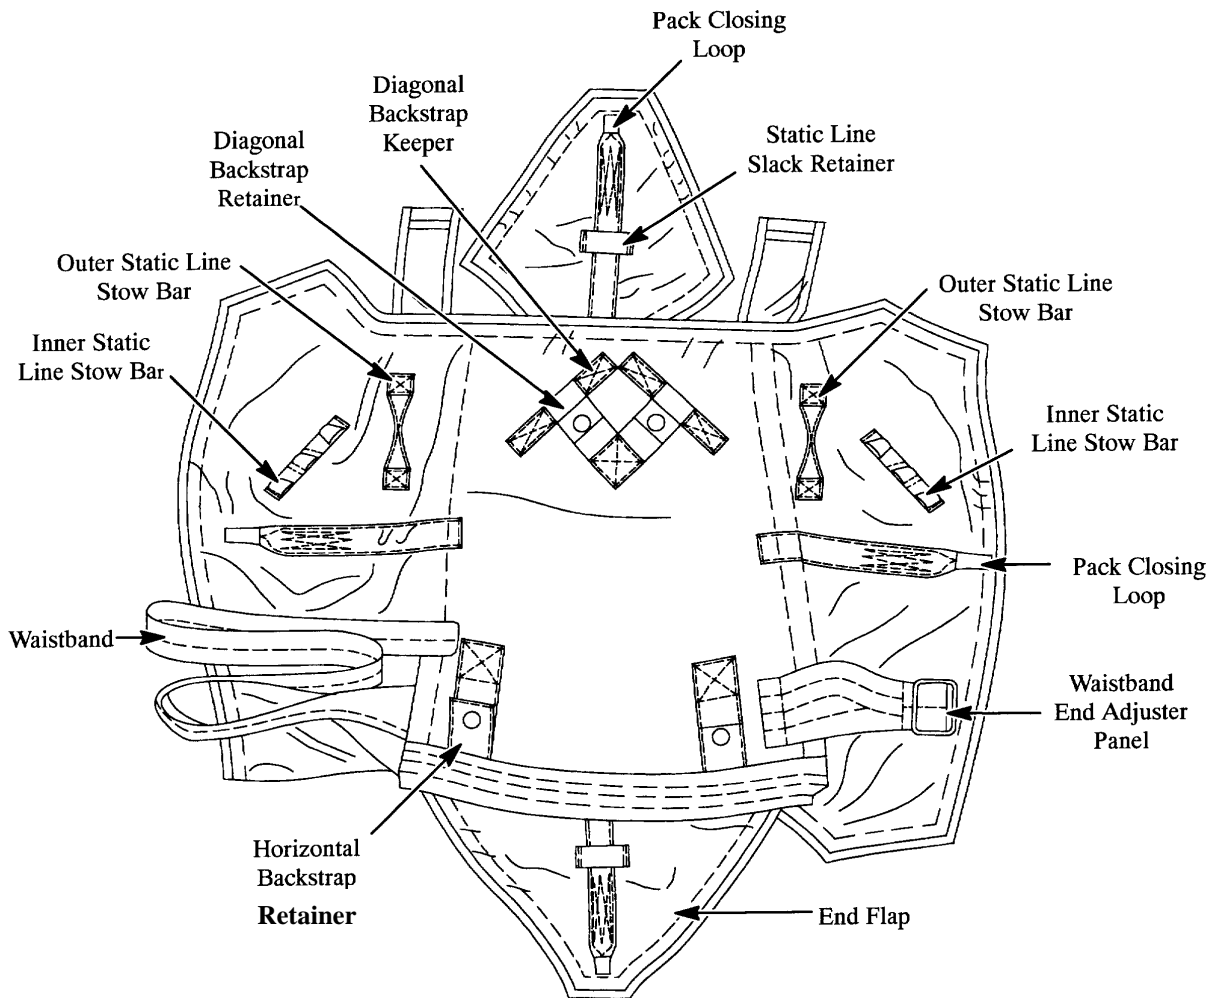 Pack Closing
Loop
Diagonal
Backstrap
Keeper
Static Line
Slack Retainer
Diagonal
Backstrap
Retainer
Outer Static Line
Stow Bar
Outer Static Line
Stow Bar
Inner Static
Line Stow Bar
Inner Static
Line Stow Bar
Pack Closing
Loop
Waistband
Waistband
End Adjuster
Panel
Horizontal
Backstrap
Retainer
End Flap